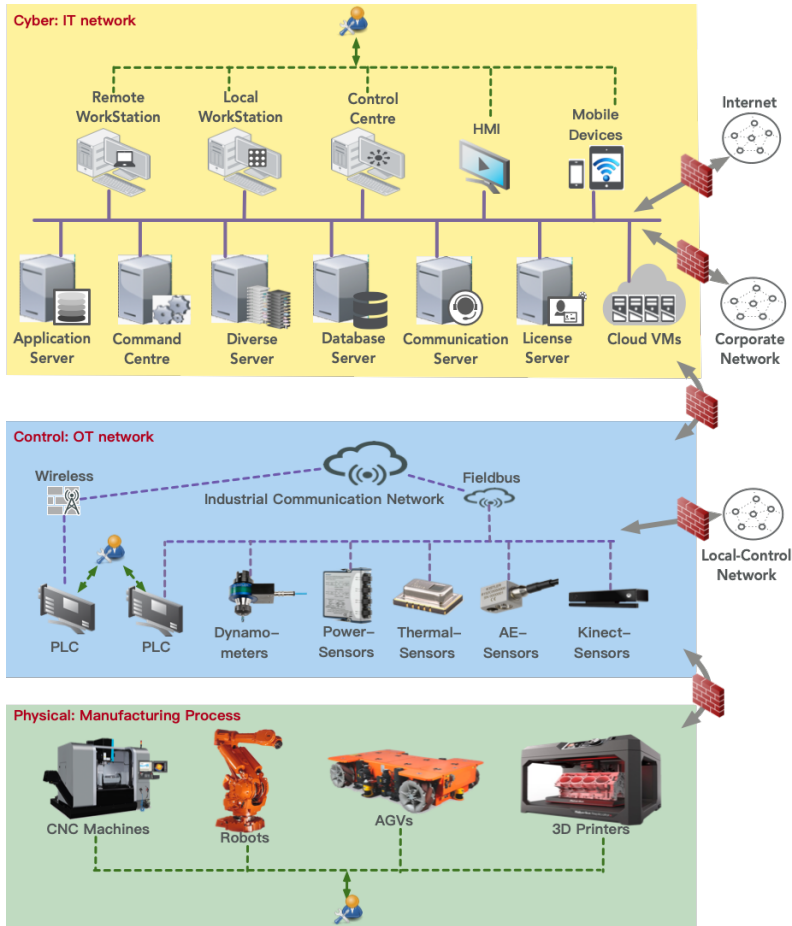 Cyber: IT network
Remote
WorkStation
Local
WorkStation
Control
Centre
HMI
Mobile
Devices
Internet
Application
Server
Command
Centre
Diverse
Server
Database
Server
Communication
Server
License
Server
Cloud VMs
Corporate
Network
Control: OT network
Wireless
Industrial Communication Network
Fieldbus
Local-Control
Network
PLC
PLC
Dynamo-
meters
Power-
Sensors
Thermal-
Sensors
AE-
Sensors
Kinect-
Sensors
Physical: Manufacturing Process
CNC Machines
Robots
AGVs
3D Printers